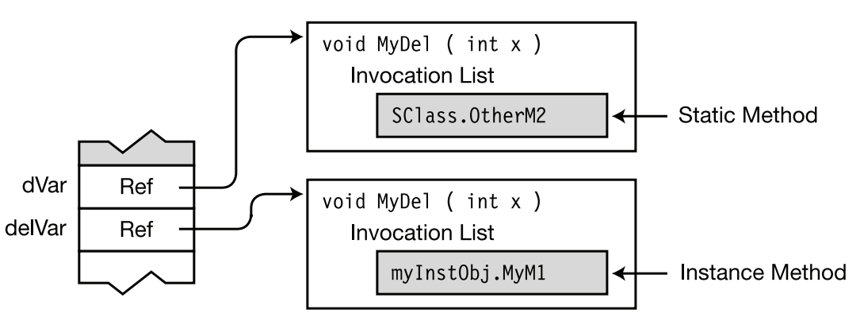 void MyDel ( int x )
Invocation List
SClass.OtherM2
Static Method
dVar
Ref
delVar
Ref
void MyDel ( int x )
Invocation List
myInstObj.MyM1
Instance Method